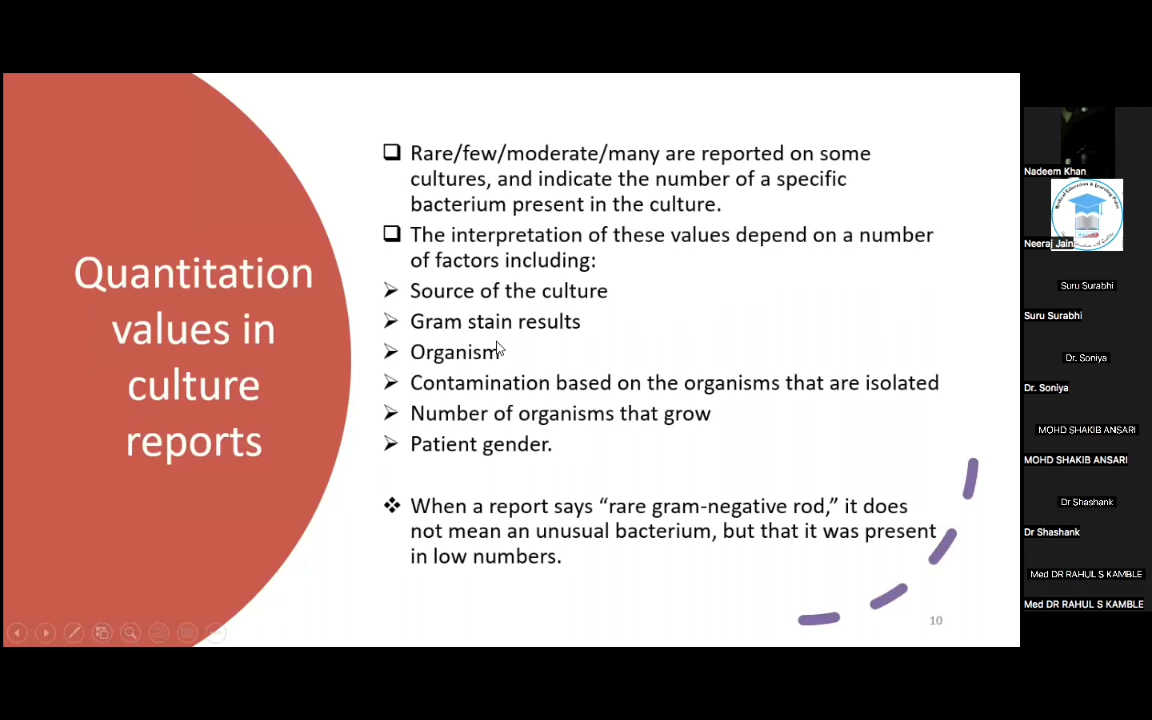 Quantitation
values in
culture
reports
Rare/few/moderate/many are reported on some
cultures, and indicate the number of a specific
bacterium present in the culture.
The interpretation of these values depend on a number
of factors including:
Source of the culture
Gram stain results
Organism
Contamination based on the organisms that are isolated
Number of organisms that grow
Patient gender.
When a report says “rare gram-negative rod,” it does
not mean an unusual bacterium, but that it was present
in low numbers.
10
Nadeem Khan
Neeraj Jain
Suru Surabhi
Suru Surabhi
Dr. Soniya
Dr. Soniya
MOHD SHAKIB ANSARI
MOHD SHAKIB ANSARI
Dr Shashank
Dr Shashank
Med DR RAHUL S KAMBLE
Med DR RAHUL S KAMBLE